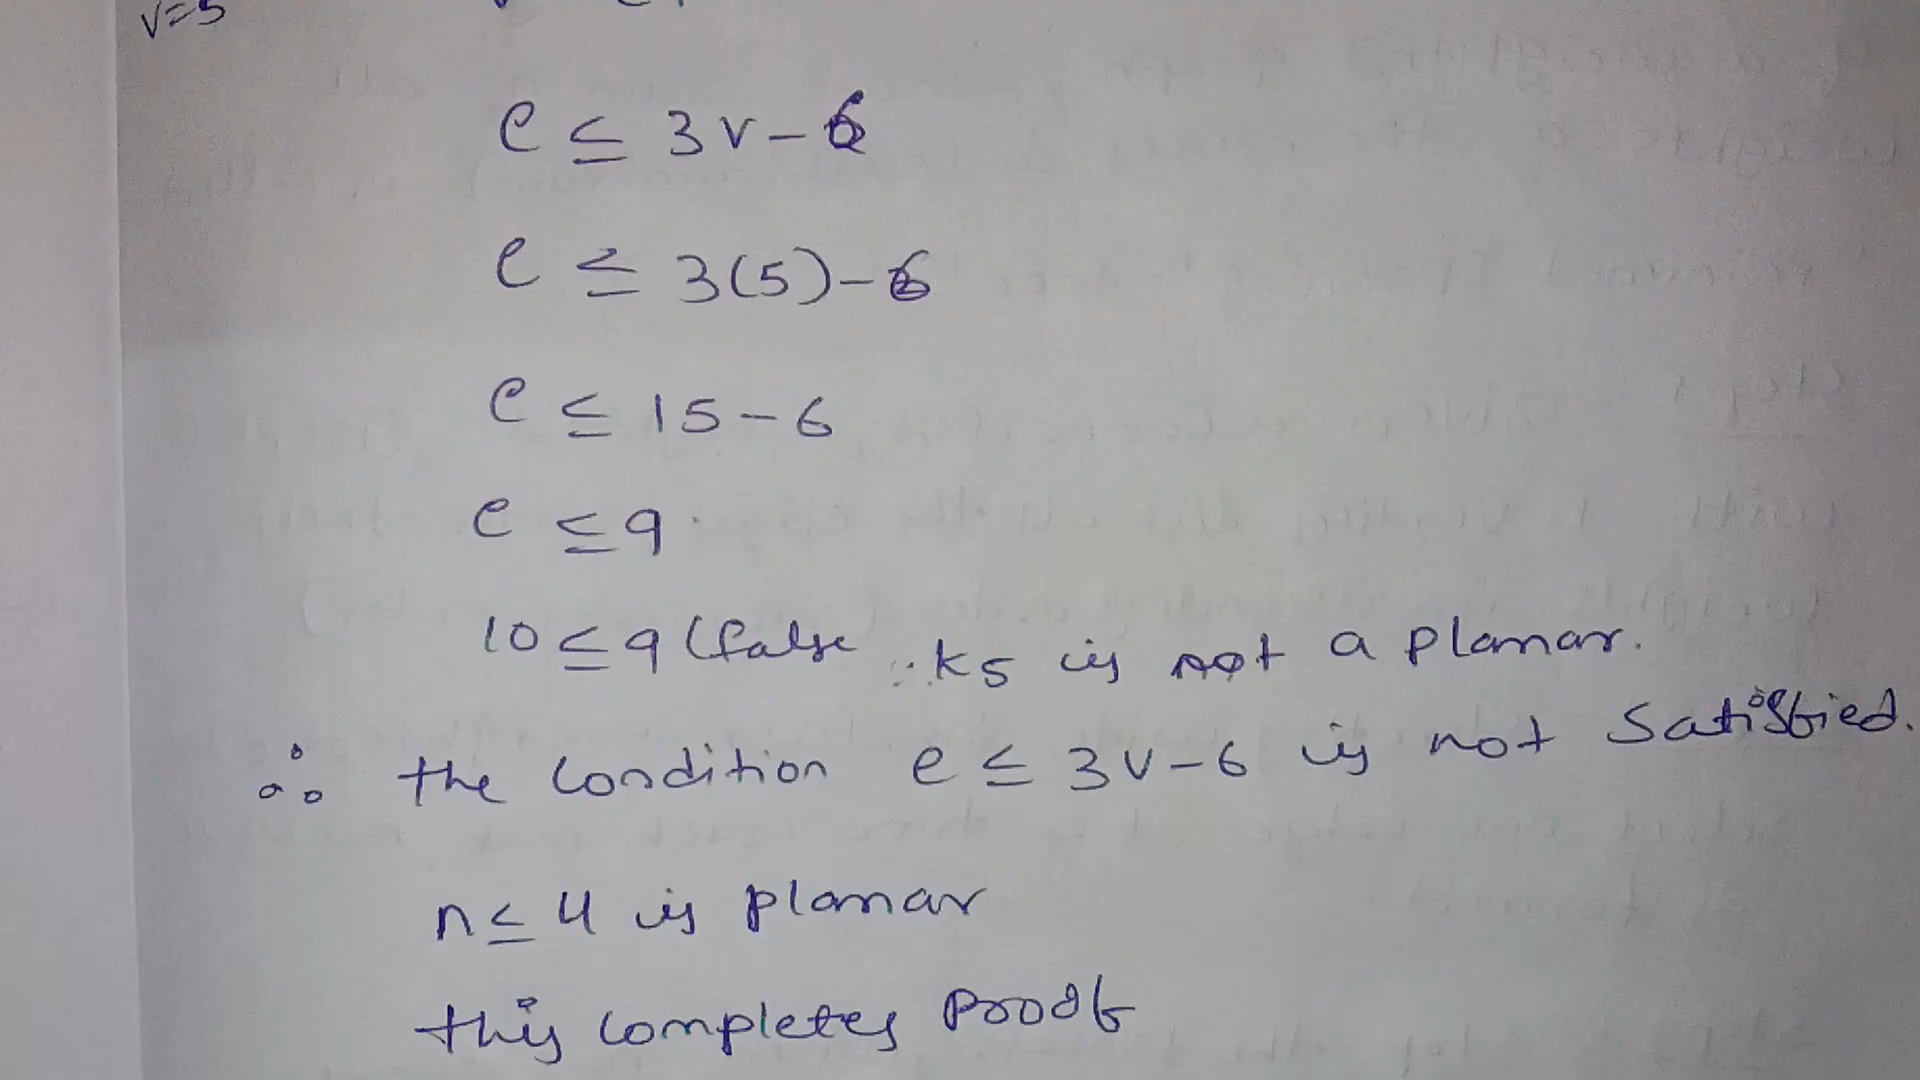 v=5
e ≤ 3v-6
e ≤ 3(5)-6
e ≤ 15-6
e ≤ 9.
10 ≤ 9 (false ∴ k5 is not a planar.
∴ the condition e ≤ 3v-6 is not satisfied.
n ≤ 4 is planar
this completes proof